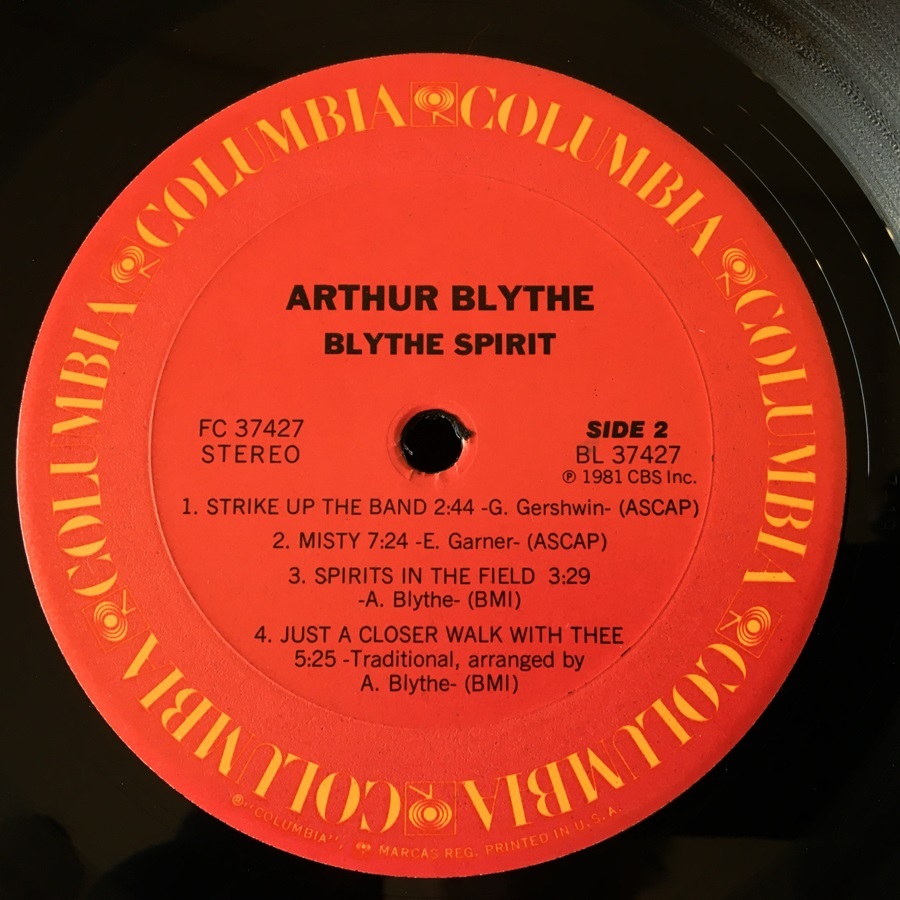 COLUMBIA COLUMBIA COLUMBIA COLUMBIA COLUMBIA COLUMBIA
ARTHUR BLYTHE
BLYTHE SPIRIT
FC 37427
STEREO
SIDE 2
BL 37427
℗ 1981 CBS Inc.
1. STRIKE UP THE BAND 2:44 -G. Gershwin- (ASCAP)
2. MISTY 7:24 -E. Garner- (ASCAP)
3. SPIRITS IN THE FIELD 3:29
-A. Blythe- (BMI)
4. JUST A CLOSER WALK WITH THEE
5:25 -Traditional, arranged by
A. Blythe- (BMI)
® "COLUMBIA", MARCAS REG. PRINTED IN U.S.A.